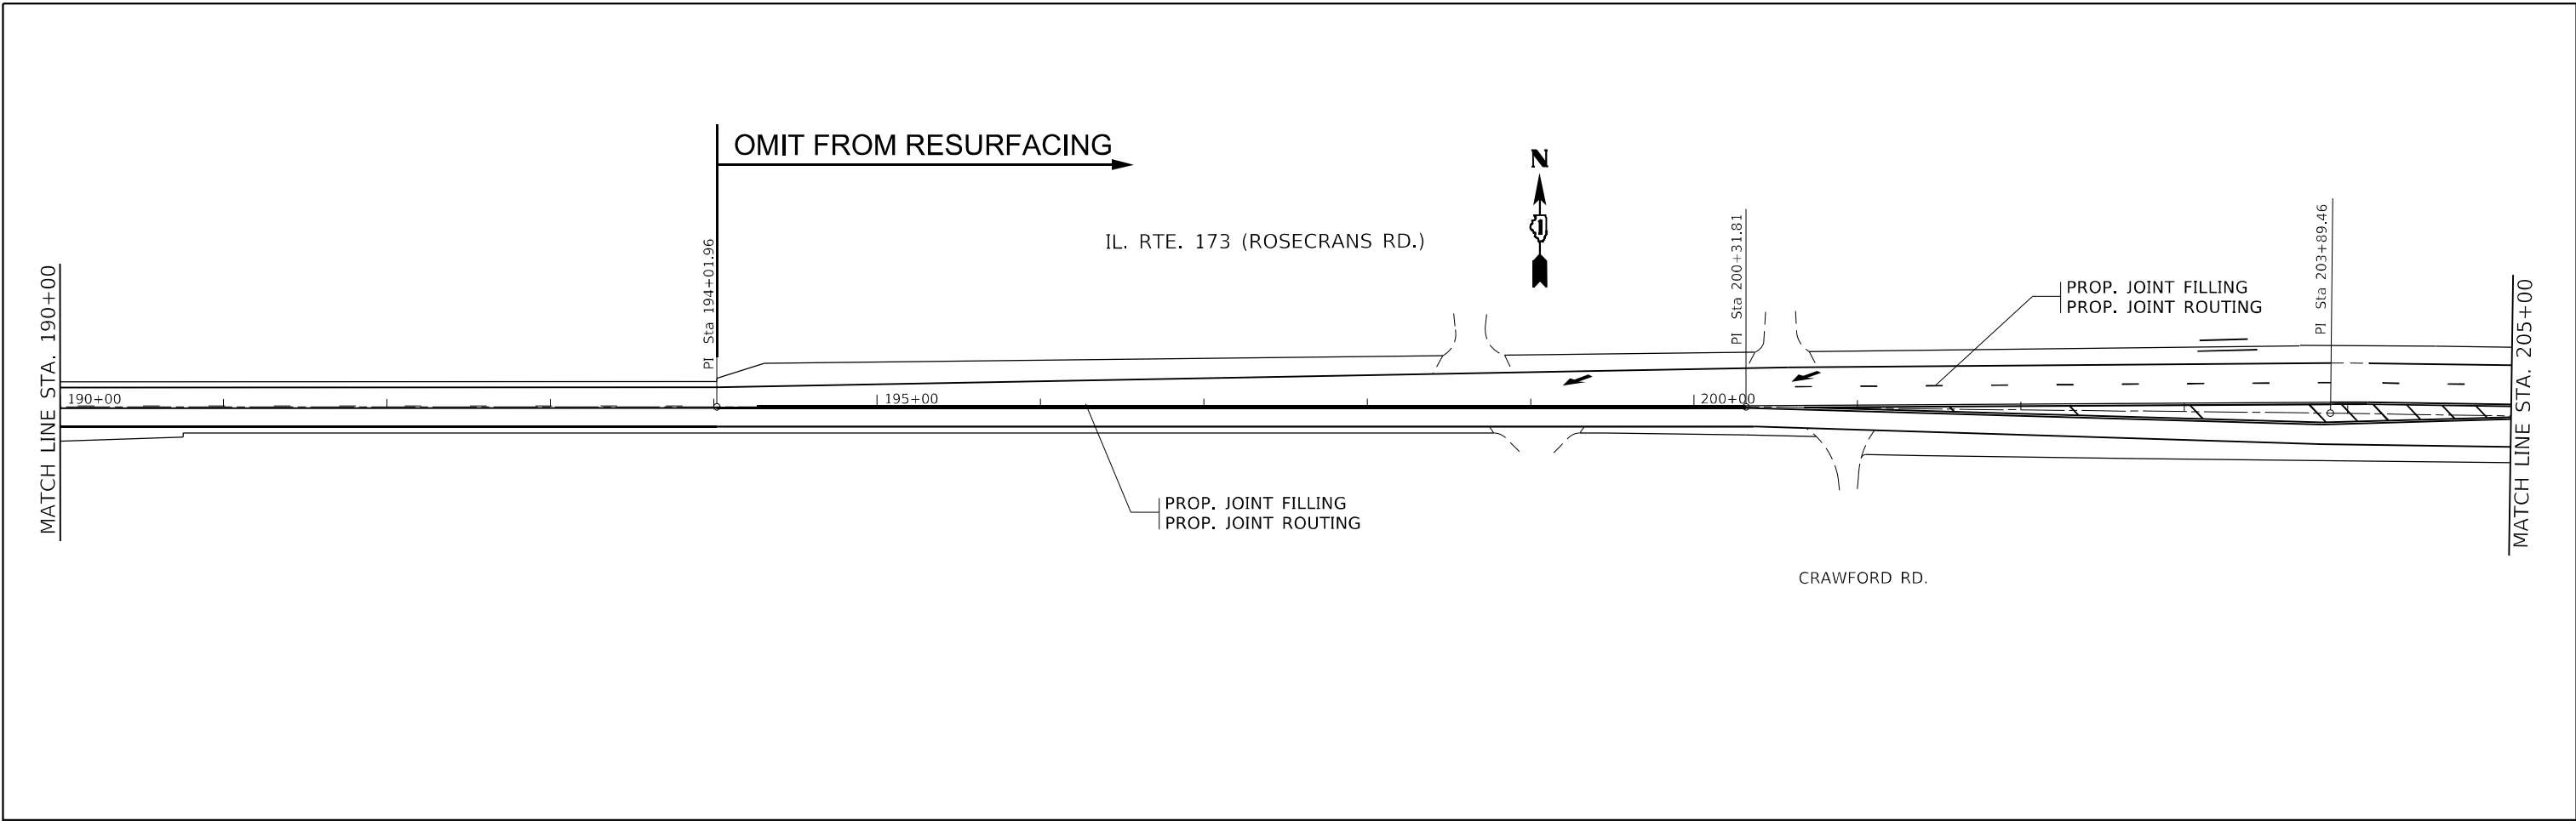 OMIT FROM RESURFACING
N
IL. RTE. 173 (ROSECRANS RD.)
MATCH LINE STA. 190+00
PI Sta 194+01.96
PI Sta 200+31.81
PI Sta 203+89.46
MATCH LINE STA. 205+00
PROP. JOINT FILLING
PROP. JOINT ROUTING
190+00
195+00
200+00
PROP. JOINT FILLING
PROP. JOINT ROUTING
CRAWFORD RD.